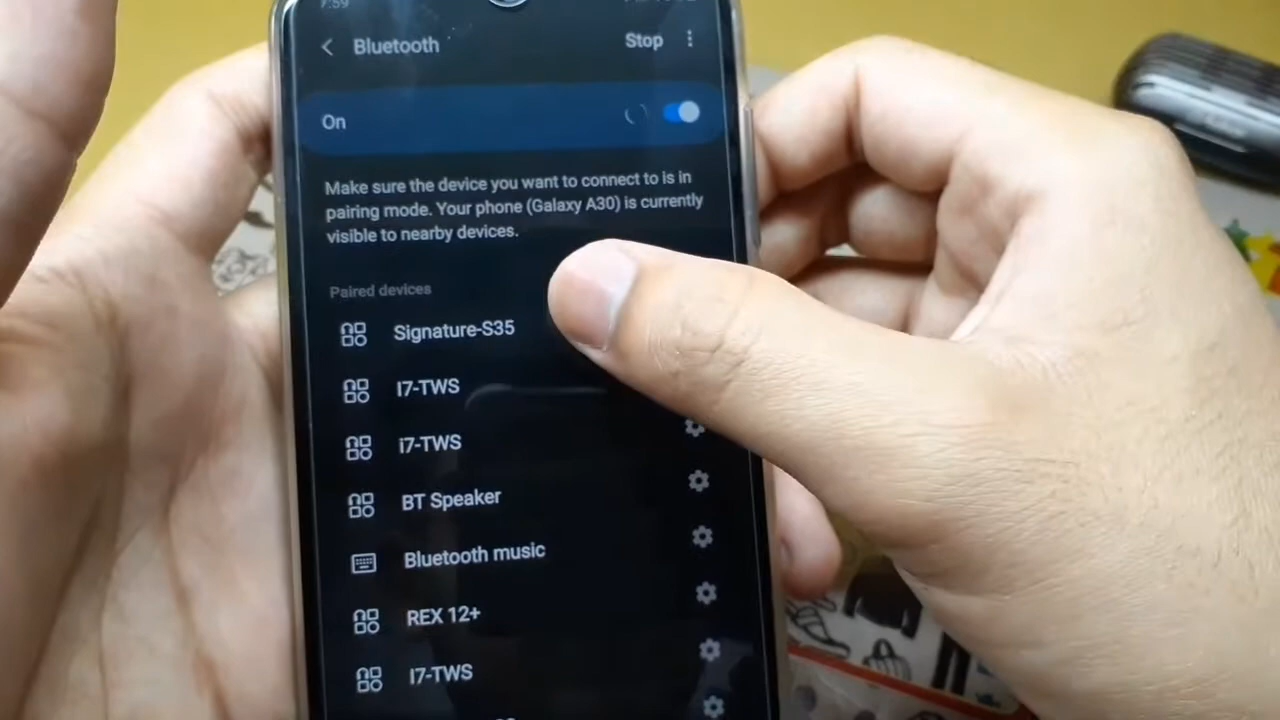 7:59
Bluetooth
Stop
On
Make sure the device you want to connect to is in
pairing mode. Your phone (Galaxy A30) is currently
visible to nearby devices.
Paired devices
Signature-S35
I7-TWS
i7-TWS
BT Speaker
Bluetooth music
REX 12+
I7-TWS